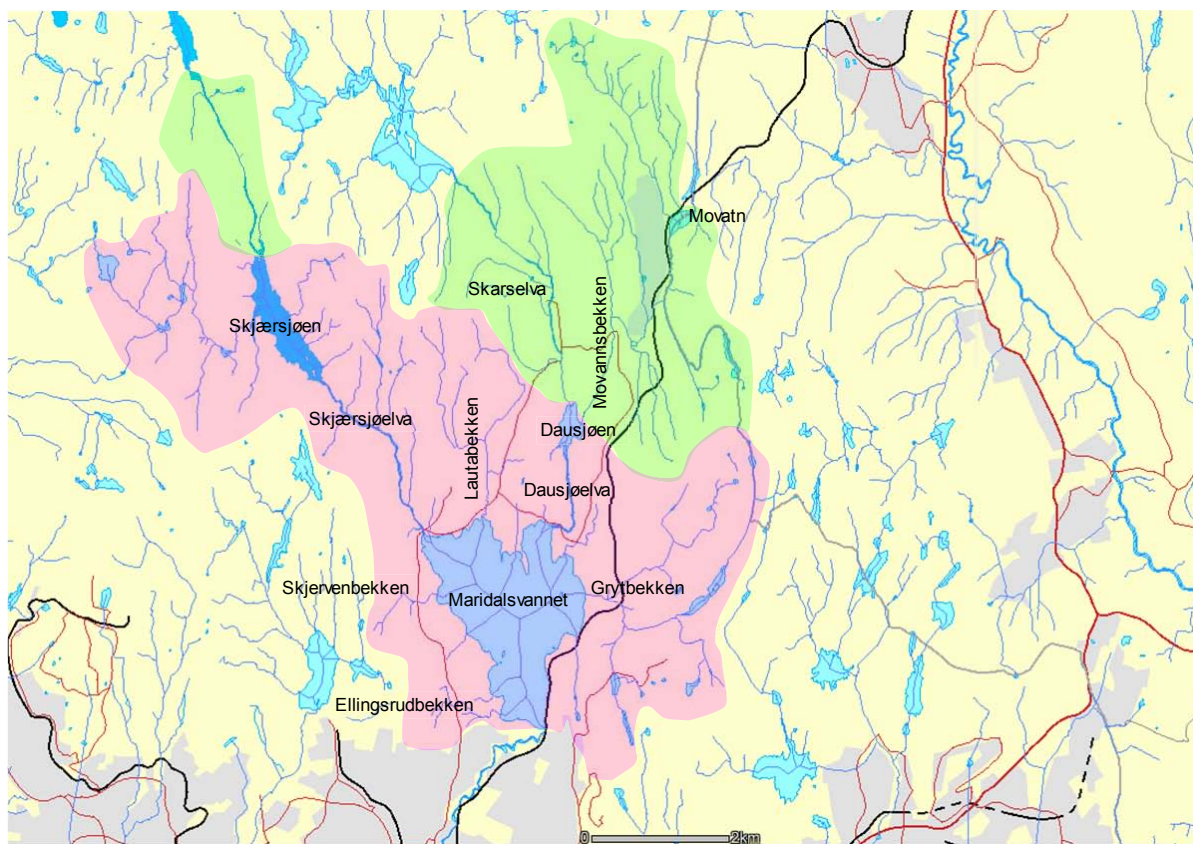 Movatn
Skarselva
Movannsbekken
Skjærsjøen
Skjærsjøelva
Lautabekken
Dausjøen
Dausjøelva
Skjervenbekken
Maridalsvannet
Grytbekken
Ellingsrudbekken
0 2km